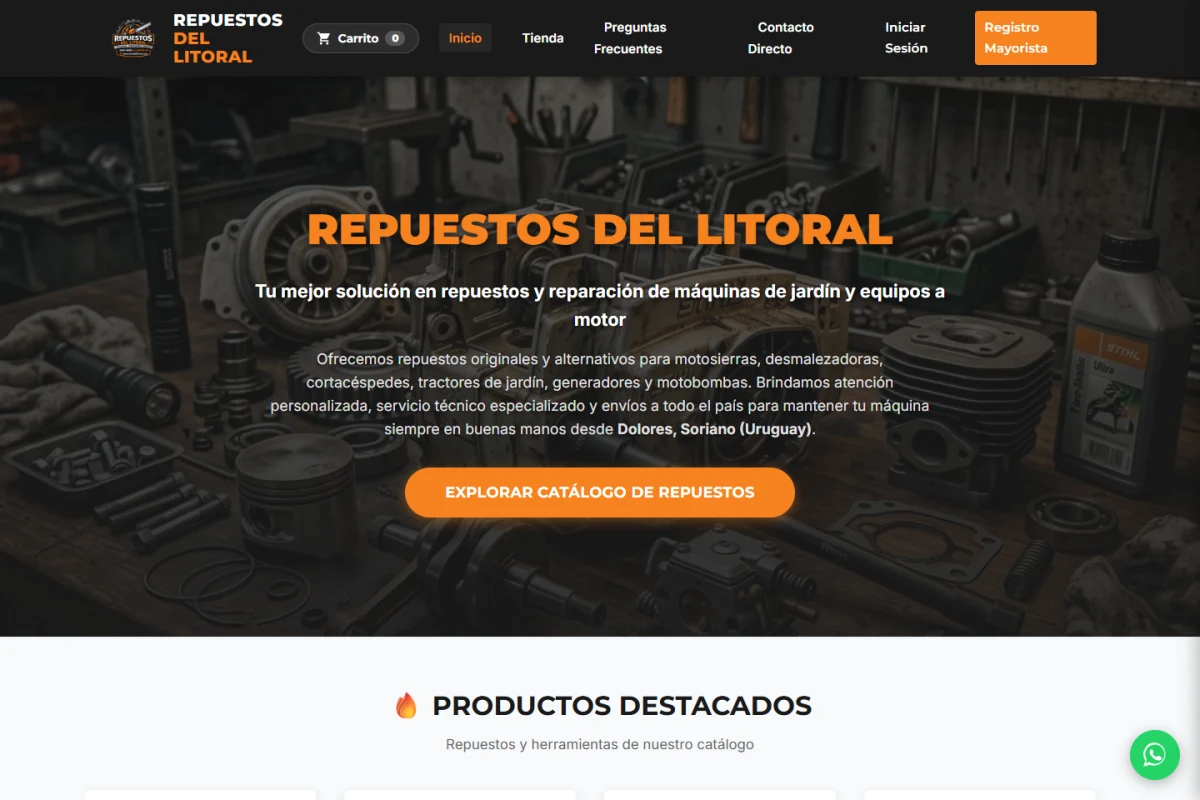 REPUESTOS
DEL
LITORAL
REPUESTOS
Carrito 0
Inicio
Tienda
Preguntas
Frecuentes
Contacto
Directo
Iniciar
Sesión
Registro
Mayorista
REPUESTOS DEL LITORAL
Tu mejor solución en repuestos y reparación de máquinas de jardín y equipos a
motor
Ofrecemos repuestos originales y alternativos para motosierras, desmalezadoras,
cortacéspedes, tractores de jardín, generadores y motobombas. Brindamos atención
personalizada, servicio técnico especializado y envíos a todo el país para mantener tu máquina
siempre en buenas manos desde Dolores, Soriano (Uruguay).
EXPLORAR CATÁLOGO DE REPUESTOS
Ultra
PRODUCTOS DESTACADOS
Repuestos y herramientas de nuestro catálogo